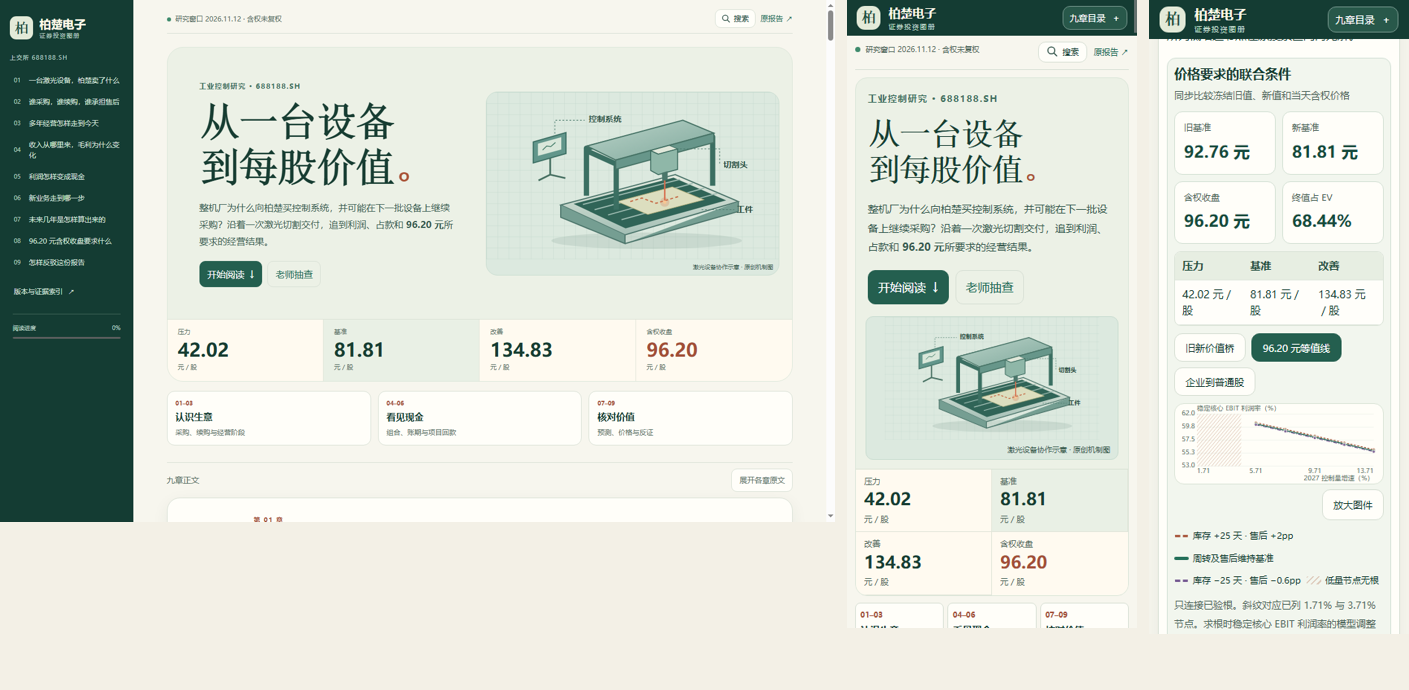 柏
柏楚电子
证券投资图册
上交所 688188.SH
01 一台激光设备，柏楚卖了什么
02 谁采购，谁续购，谁承担售后
03 多年经营怎样走到今天
04 收入从哪里来，毛利为什么变
化
05 利润怎样变成现金
06 新业务走到哪一步
07 未来几年是怎样算出来的
08 96.20 元含权收盘要求什么
09 怎样反驳这份报告
版本与证据索引 ↗
阅读进度 0%
研究窗口 2026.11.12 · 含权未复权
搜索
原报告 ↗
工业控制研究 • 688188.SH
从一台设备
到每股价值。
整机厂为什么向柏楚买控制系统，并可能在下一批设备上继续
采购？沿着一次激光切割交付，追到利润、占款和 96.20 元所
要求的经营结果。
开始阅读 ↓
老师抽查
控制系统
切割头
工件
激光设备协作示意 · 原创机制图
压力
42.02
元 / 股
基准
81.81
元 / 股
改善
134.83
元 / 股
含权收盘
96.20
元 / 股
01–03
认识生意
采购、续购与经营阶段
04–06
看见现金
组合、账期与项目回款
07–09
核对价值
预测、价格与反证
九章正文
展开各章原文
第 01 章
柏
柏楚电子
证券投资图册
九章目录 +
研究窗口 2026.11.12 · 含权未复权
搜索
原报告 ↗
工业控制研究 • 688188.SH
从一台设备
到每股价值。
整机厂为什么向柏楚买控制系统，并可能在下一批设
备上继续采购？沿着一次激光切割交付，追到利润、
占款和 96.20 元所要求的经营结果。
开始阅读 ↓
老师抽查
控制系统
切割头
工件
激光设备协作示意 · 原创机制图
压力
42.02
元 / 股
基准
81.81
元 / 股
改善
134.83
元 / 股
含权收盘
96.20
元 / 股
01–03
04–06
07–09
柏
柏楚电子
证券投资图册
九章目录 +
价格要求的联合条件
同步比较冻结旧值、新值和当天含权价格
旧基准
92.76 元
新基准
81.81 元
含权收盘
96.20 元
终值占 EV
68.44%
压力 基准 改善
42.02 元 / 81.81 元 / 134.83 元
股 股 / 股
旧新价值桥
96.20 元等值线
企业到普通股
稳定核心 EBIT 利润率（%）
62.0
59.8
57.5
55.3
53.0
1.71 5.71 9.71 13.71
2027 控制量增速（%）
放大图件
库存 +25 天 · 售后 +2pp
周转及售后维持基准
库存 −25 天 · 售后 −0.6pp
低量节点无根
只连接已验根。斜纹对应已列 1.71% 与 3.71%
节点。求根时稳定核心 EBIT 利润率的模型调整